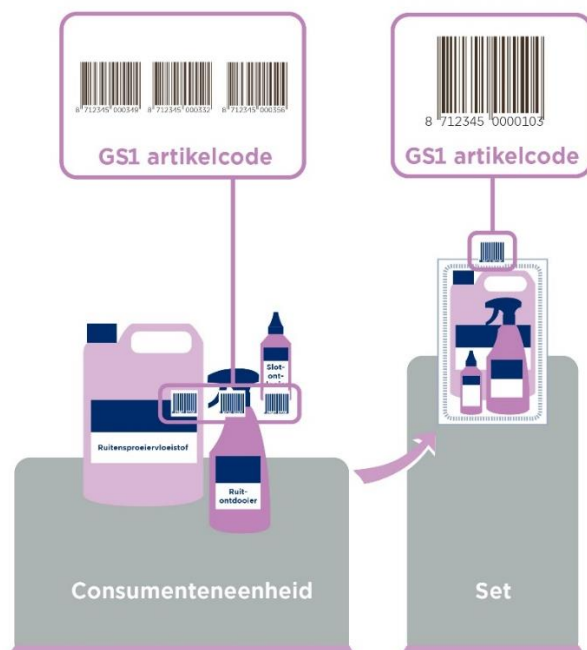 8 712345 000349 8 712345 000332 8 712345 000356
GS1 artikelcode
8 712345 0000103
GS1 artikelcode
Slot-
ont-
Ruitensproeiervloeistof
Ruit-
ontdooier
Consumenteneenheid
Set